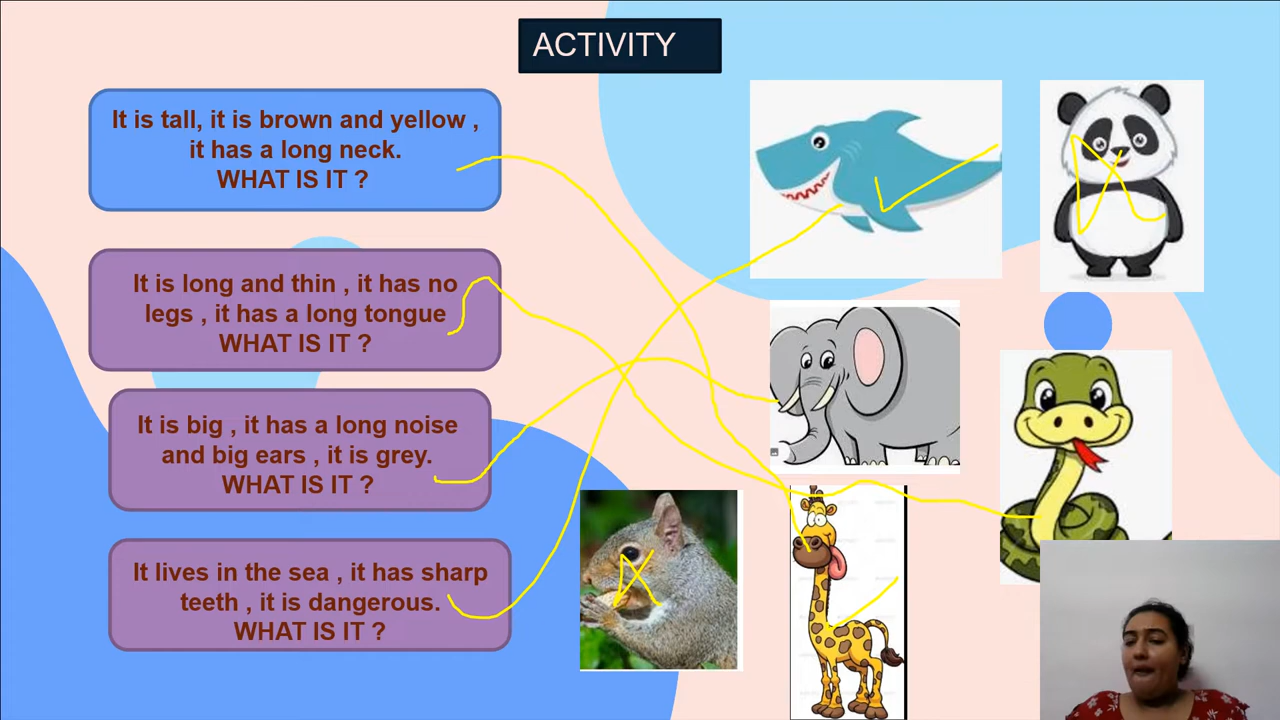 ACTIVITY
It is tall, it is brown and yellow ,
it has a long neck.
WHAT IS IT ?
It is long and thin , it has no
legs , it has a long tongue
WHAT IS IT ?
It is big , it has a long noise
and big ears , it is grey.
WHAT IS IT ?
It lives in the sea , it has sharp
teeth , it is dangerous.
WHAT IS IT ?